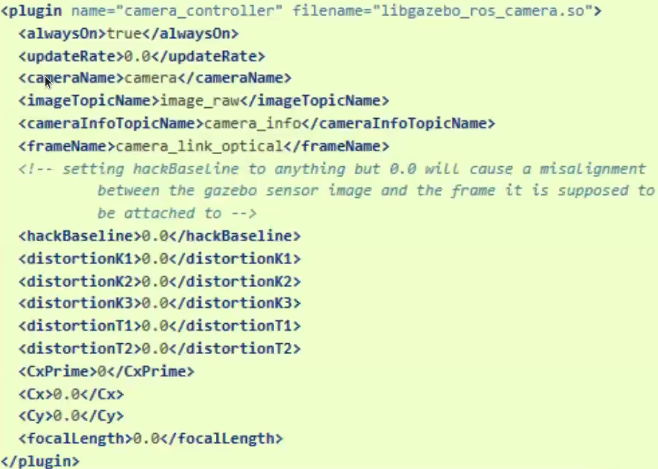 <plugin name="camera_controller" filename="libgazebo_ros_camera.so">
<alwaysOn>true</alwaysOn>
<updateRate>0.0</updateRate>
<cameraName>camera</cameraName>
<imageTopicName>image_raw</imageTopicName>
<cameraInfoTopicName>camera_info</cameraInfoTopicName>
<frameName>camera_link_optical</frameName>
<!-- setting hackBaseline to anything but 0.0 will cause a misalignment
between the gazebo sensor image and the frame it is supposed to
be attached to -->
<hackBaseline>0.0</hackBaseline>
<distortionK1>0.0</distortionK1>
<distortionK2>0.0</distortionK2>
<distortionK3>0.0</distortionK3>
<distortionT1>0.0</distortionT1>
<distortionT2>0.0</distortionT2>
<CxPrime>0</CxPrime>
<Cx>0.0</Cx>
<Cy>0.0</Cy>
<focalLength>0.0</focalLength>
</plugin>